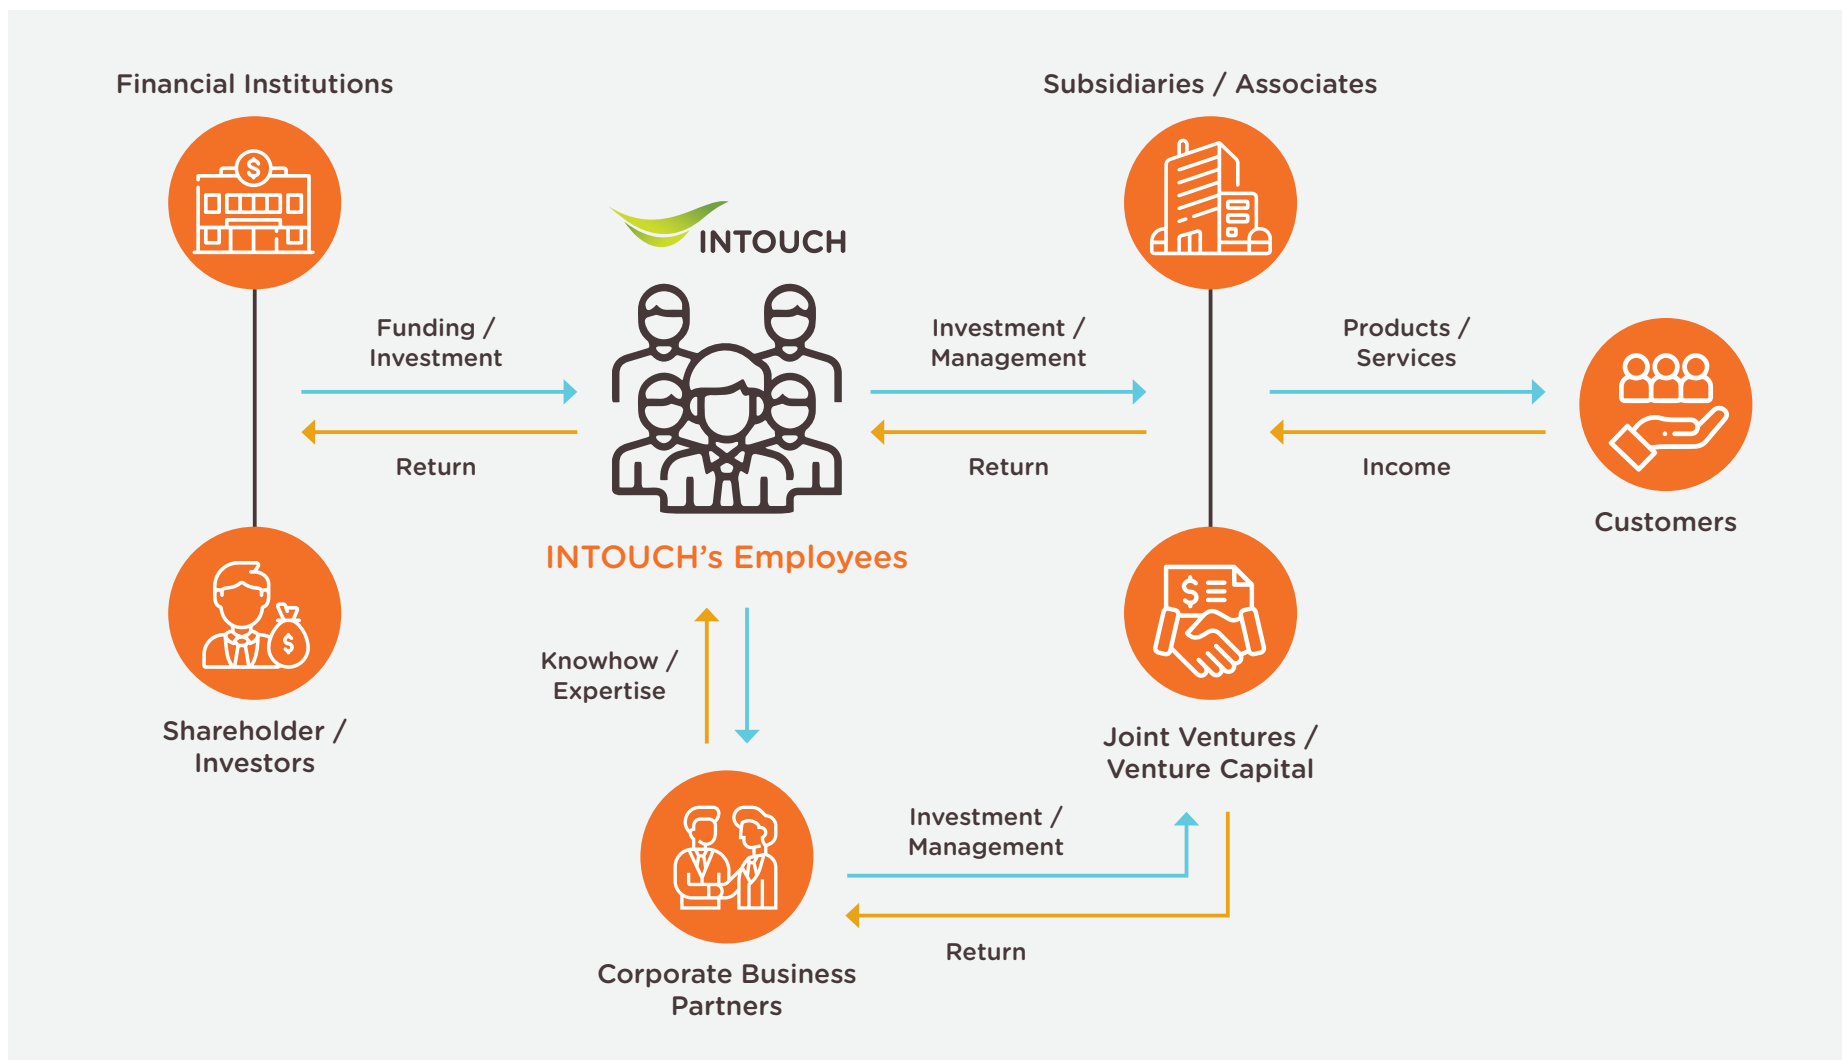 Financial Institutions
Subsidiaries / Associates
INTOUCH
Funding /
Investment
Investment /
Management
Products /
Services
Return
Return
Income
Customers
INTOUCH's Employees
Knowhow /
Expertise
Shareholder /
Investors
Joint Ventures /
Venture Capital
Investment /
Management
Return
Corporate Business
Partners